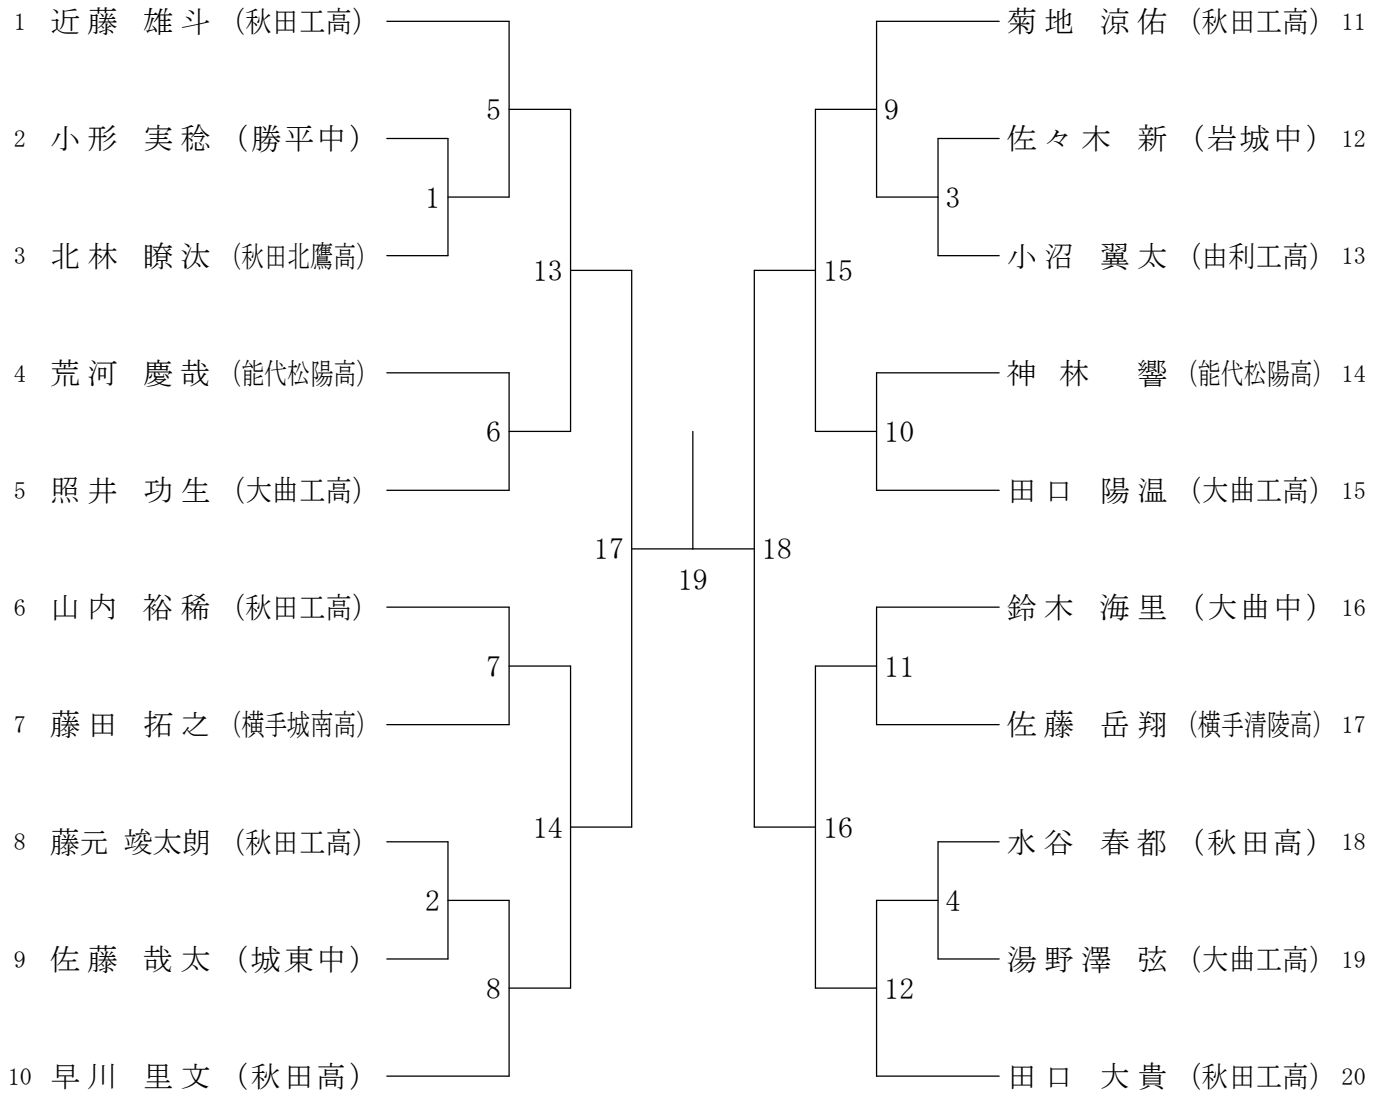 1 近藤 雄斗 (秋田工高)
2 小形 実稔 (勝平中)
3 北林 瞭汰 (秋田北鷹高)
4 荒河 慶哉 (能代松陽高)
5 照井 功生 (大曲工高)
6 山内 裕稀 (秋田工高)
7 藤田 拓之 (横手城南高)
8 藤元 竣太朗 (秋田工高)
9 佐藤 哉太 (城東中)
10 早川 里文 (秋田高)
5
1
13
6
17
7
14
2
8
19
9
3
15
10
18
11
16
4
12
菊地 涼佑 (秋田工高) 11
佐々木 新 (岩城中) 12
小沼 翼太 (由利工高) 13
神林 響 (能代松陽高) 14
田口 陽温 (大曲工高) 15
鈴木 海里 (大曲中) 16
佐藤 岳翔 (横手清陵高) 17
水谷 春都 (秋田高) 18
湯野澤 弦 (大曲工高) 19
田口 大貴 (秋田工高) 20